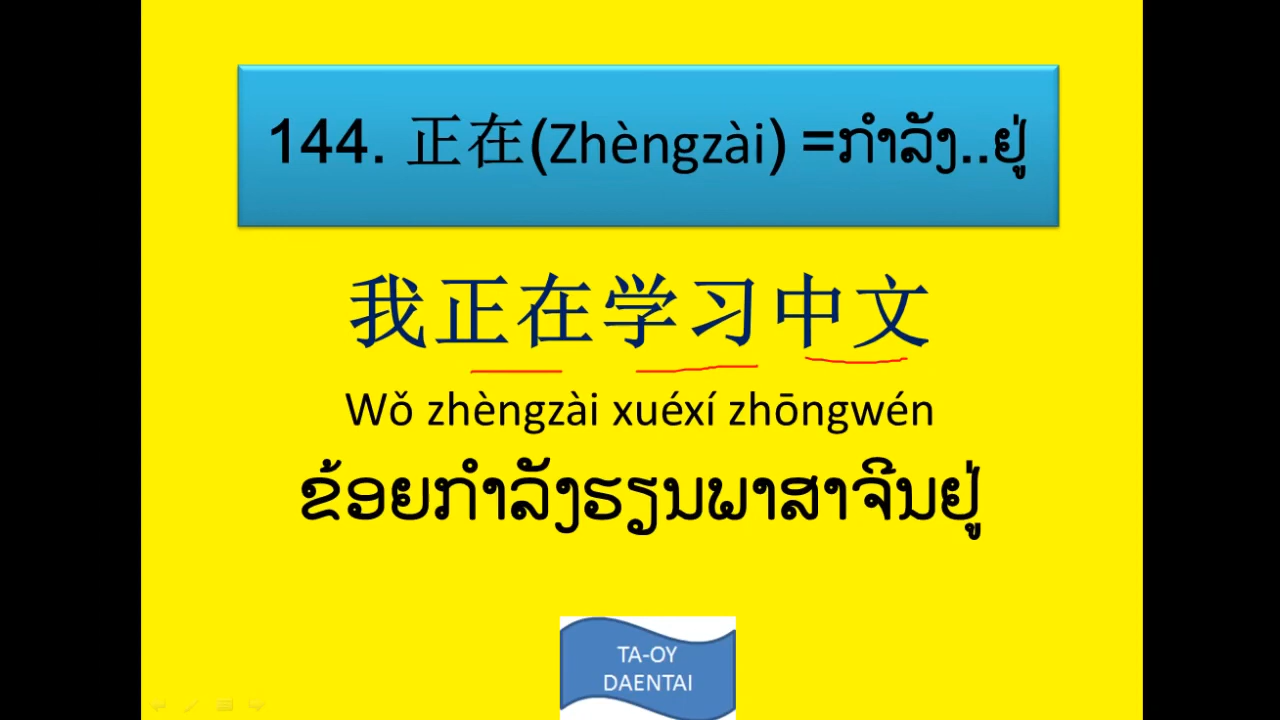 144. 正在(Zhèngzài) =ກຳລັງ..ຢູ່
我正在学习中文
Wǒ zhèngzài xuéxí zhōngwén
ຂ້ອຍກຳລັງຮຽນພາສາຈີນຢູ່
TA-OY
DAENTAI